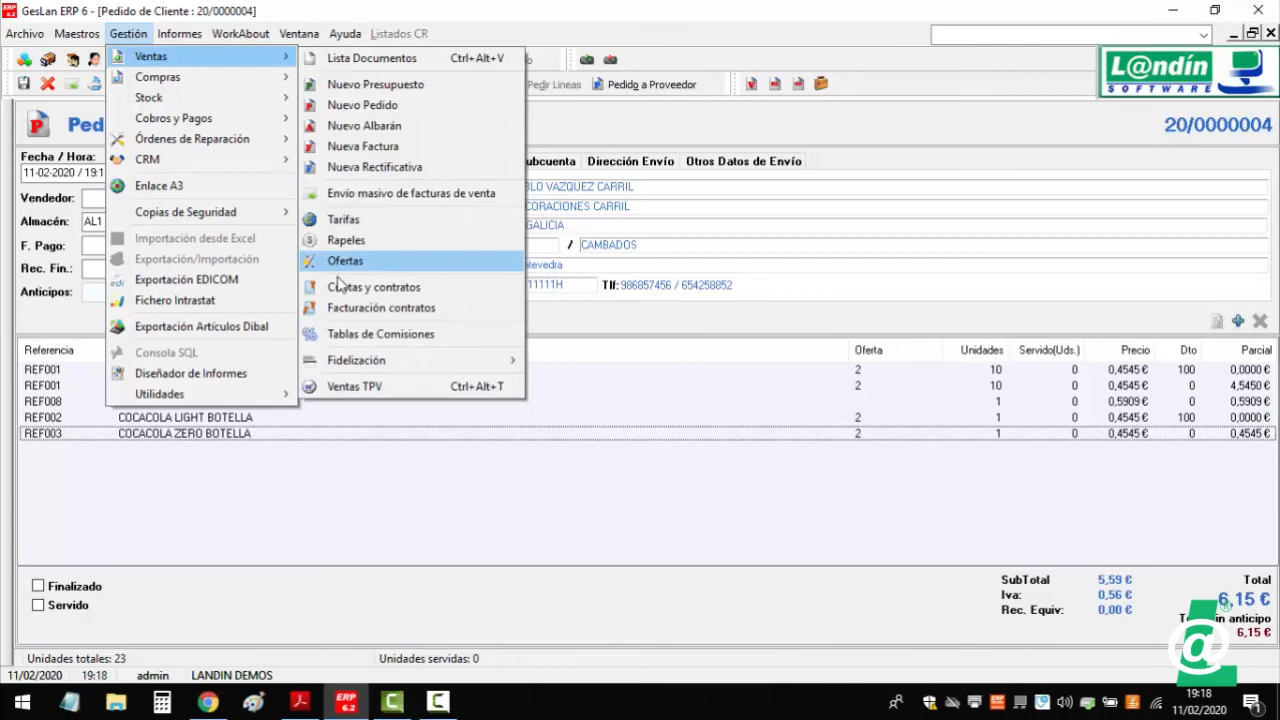 GesLan ERP 6 - [Pedido de Cliente : 20/0000004]
Archivo Maestros Gestión Informes WorkAbout Ventana Ayuda Listados CR
Ventas
Compras
Stock
Cobros y Pagos
Órdenes de Reparación
CRM
Enlace A3
Copias de Seguridad
Importación desde Excel
Exportación/Importación
Exportación EDICOM
Fichero Intrastat
Exportación Artículos Dibal
Consola SQL
Diseñador de Informes
Utilidades
Lista Documentos Ctrl+Alt+V
Nuevo Presupuesto
Nuevo Pedido
Nuevo Albarán
Nueva Factura
Nueva Rectificativa
Envío masivo de facturas de venta
Tarifas
Rapeles
Ofertas
Cuotas y contratos
Facturación contratos
Tablas de Comisiones
Fidelización
Ventas TPV Ctrl+Alt+T
Pedir Lineas Pedido a Proveedor
L@ndín
SOFTWARE
Ped 20/0000004
Fecha / Hora:
11-02-2020 / 19:1
Vendedor:
Almacén: AL1
F. Pago:
Rec. Fin.:
Anticipos:
ubcuenta Dirección Envío Otros Datos de Envío
BLO VAZQUEZ CARRIL
CORACIONES CARRIL
GALICIA
/ CAMBADOS
tevedra
11111H Tlf: 986857456 / 654258852
Referencia Oferta Unidades Servido(Uds.) Precio Dto Parcial
REF001 2 10 0 0,4545 € 100 0,0000 €
REF001 2 10 0 0,4545 € 0 4,5450 €
REF008 1 0 0,5909 € 0 0,5909 €
REF002 COCACOLA LIGHT BOTELLA 2 1 0 0,4545 € 100 0,0000 €
REF003 COCACOLA ZERO BOTELLA 2 1 0 0,4545 € 0 0,4545 €
Finalizado
Servido
SubTotal 5,59 € Total
Iva: 0,56 € 6,15 €
Rec. Equiv: 0,00 € in anticipo
6,15 €
Unidades totales: 23 Unidades servidas: 0
11/02/2020 19:18 admin LANDIN DEMOS
ERP
6.2
19:18
11/02/2020